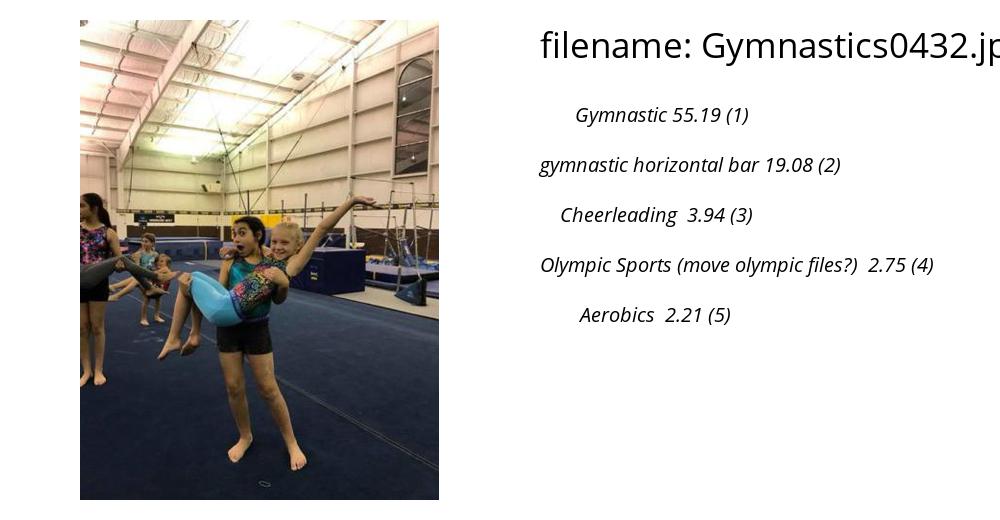 filename: Gymnastics0432.jp
Gymnastic 55.19 (1)
gymnastic horizontal bar 19.08 (2)
Cheerleading 3.94 (3)
Olympic Sports (move olympic files?) 2.75 (4)
Aerobics 2.21 (5)